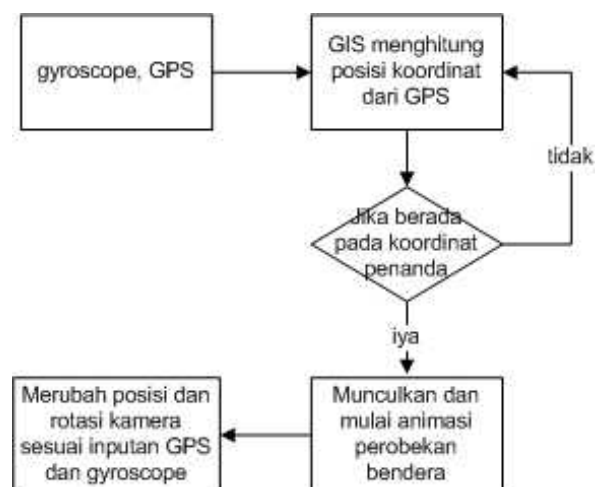 gyroscope, GPS
GIS menghitung
posisi koordinat
dari GPS
tidak
Jika berada
pada koordinat
penanda
iya
Munculkan dan
mulai animasi
perobekan
bendera
Merubah posisi dan
rotasi kamera
sesuai inputan GPS
dan gyroscope